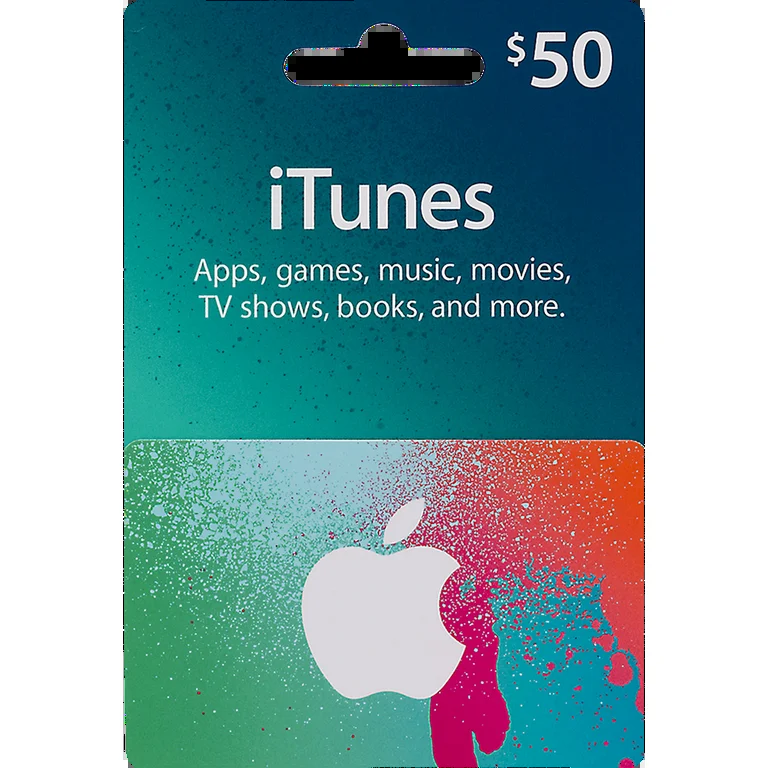 $50
iTunes
Apps, games, music, movies,
TV shows, books, and more.